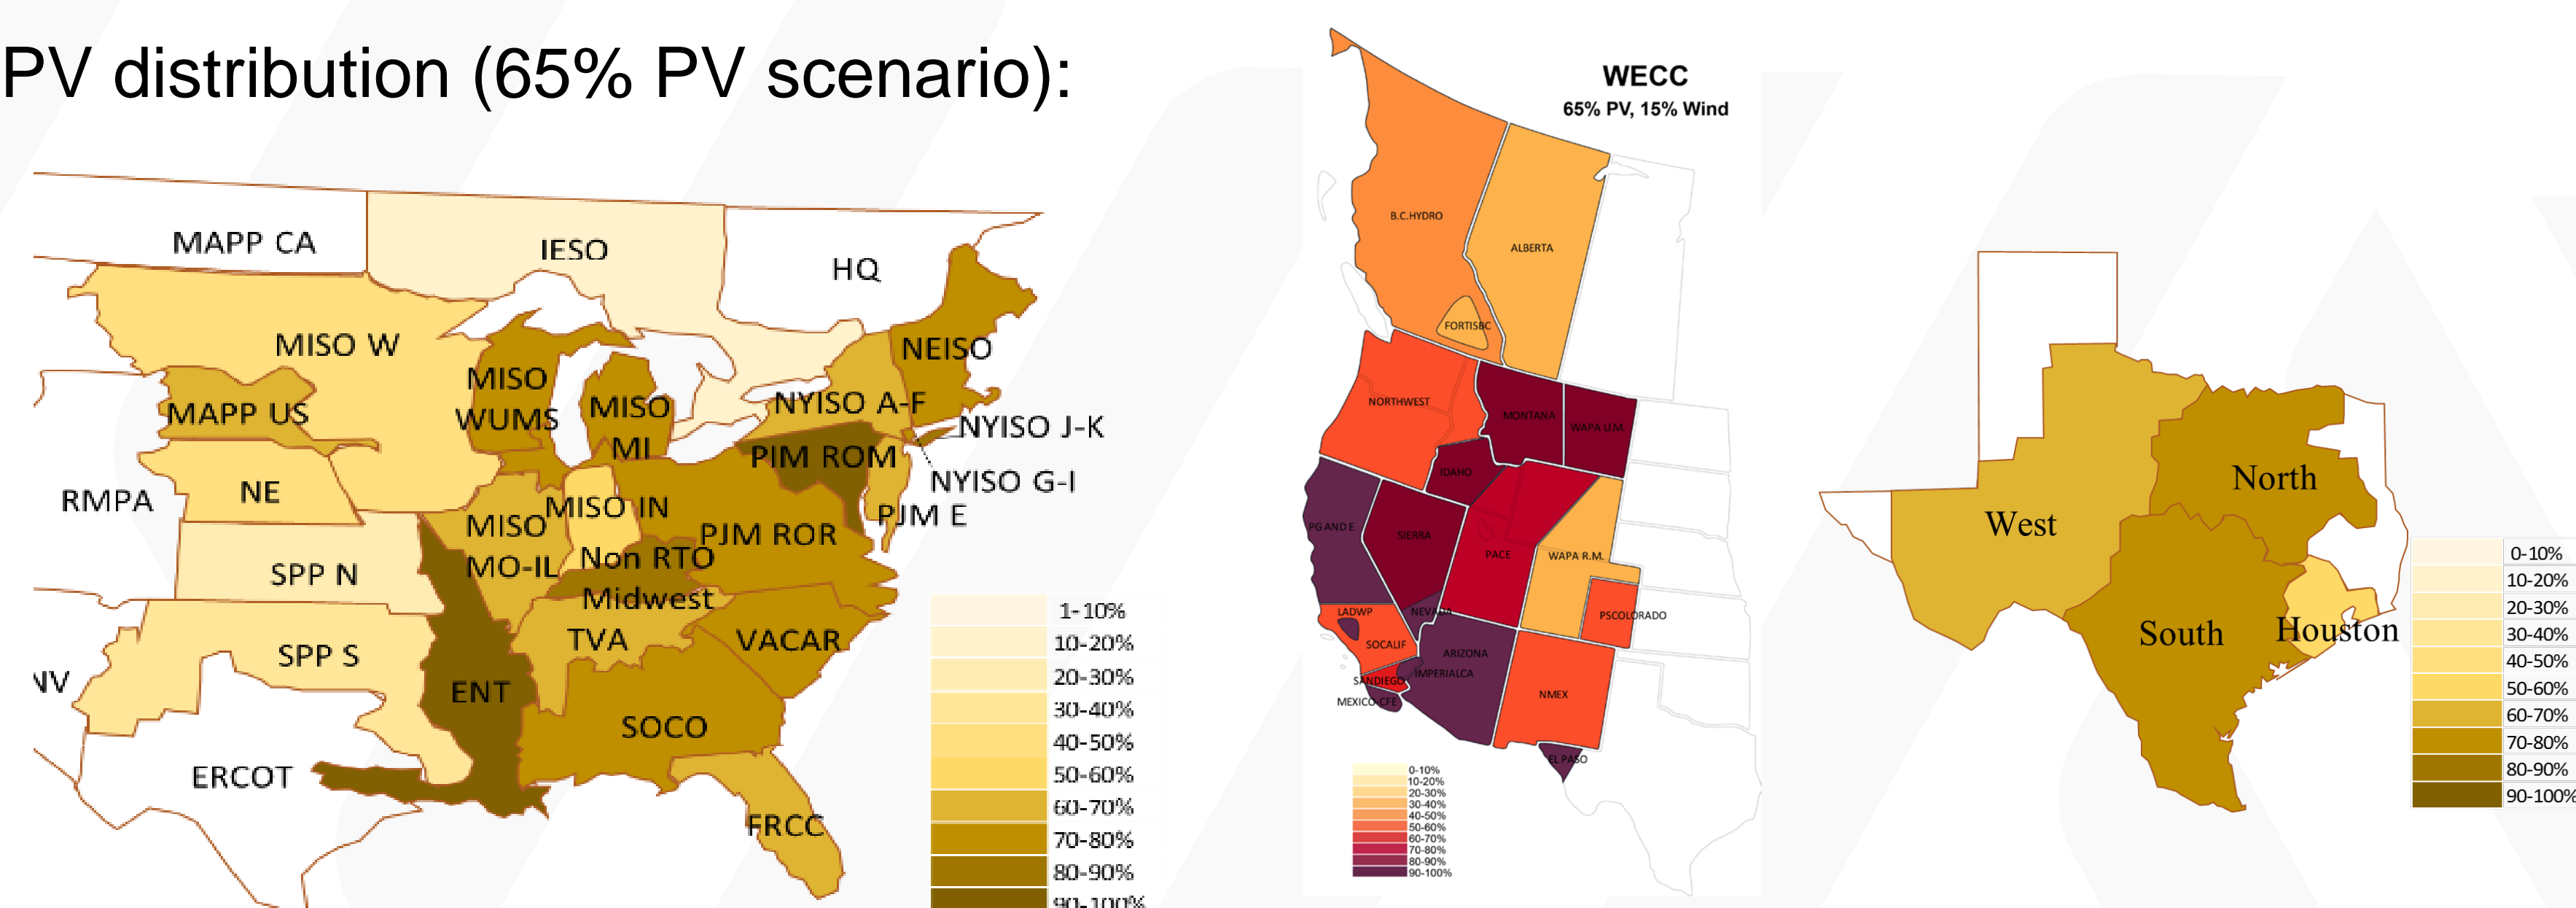 PV distribution (65% PV scenario):
MAPP CA
IESO
HQ
MISO W
NEISO
MISO
WUMS
MISO
MI
NYISO A-F
NYISO J-K
MAPP US
PIM ROM
NYISO G-I
RMPA
NE
MISO IN
PJM E
MISO
MO-IL
PJM ROR
Non RTO
Midwest
SPP N
TVA
VACAR
SPP S
NV
ENT
SOCO
ERCOT
FRCC
1-10%
10-20%
20-30%
30-40%
40-50%
50-60%
60-70%
70-80%
80-90%
90-100%
WECC
65% PV, 15% Wind
B.C.HYDRO
ALBERTA
FORTISBC
NORTHWEST
MONTANA
WAPA U.M.
IDAHO
PG AND E
SIERRA
PACE
WAPA R.M.
LADWP
NEVADA
PSCOLORADO
SOCALIF
ARIZONA
SANDIEGO
IMPERIALCA
MEXICO-CFE
NMEX
EL PASO
0-10%
10-20%
20-30%
30-40%
40-50%
50-60%
60-70%
70-80%
80-90%
90-100%
North
West
South
Houston
0-10%
10-20%
20-30%
30-40%
40-50%
50-60%
60-70%
70-80%
80-90%
90-100%